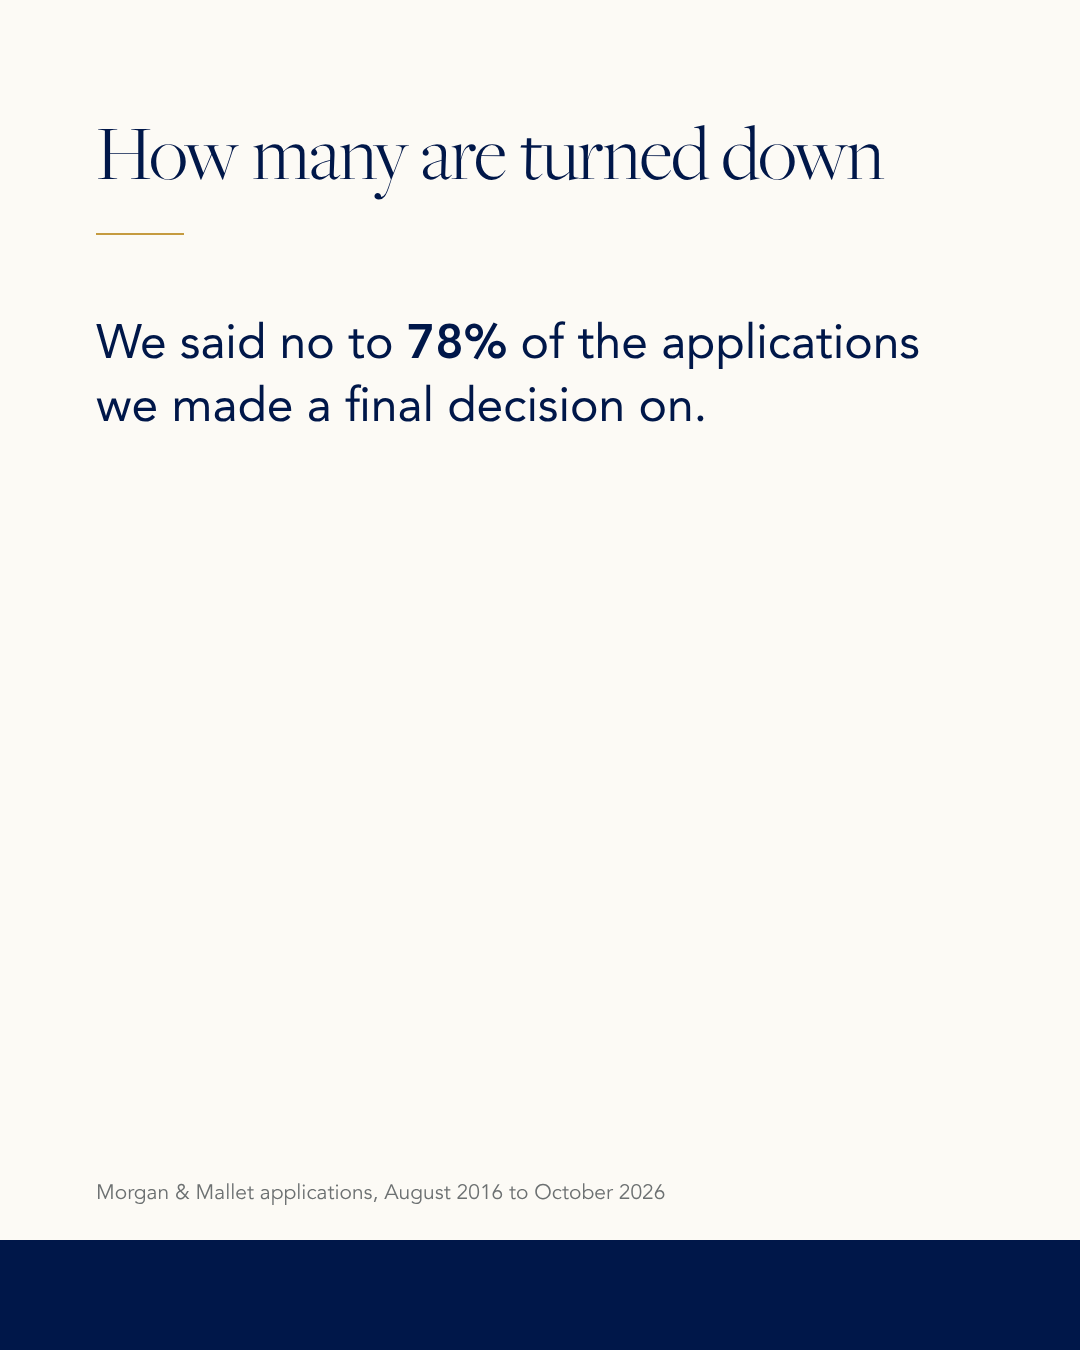 How many are turned down
We said no to 78% of the applications
we made a final decision on.
Morgan & Mallet applications, August 2016 to October 2026